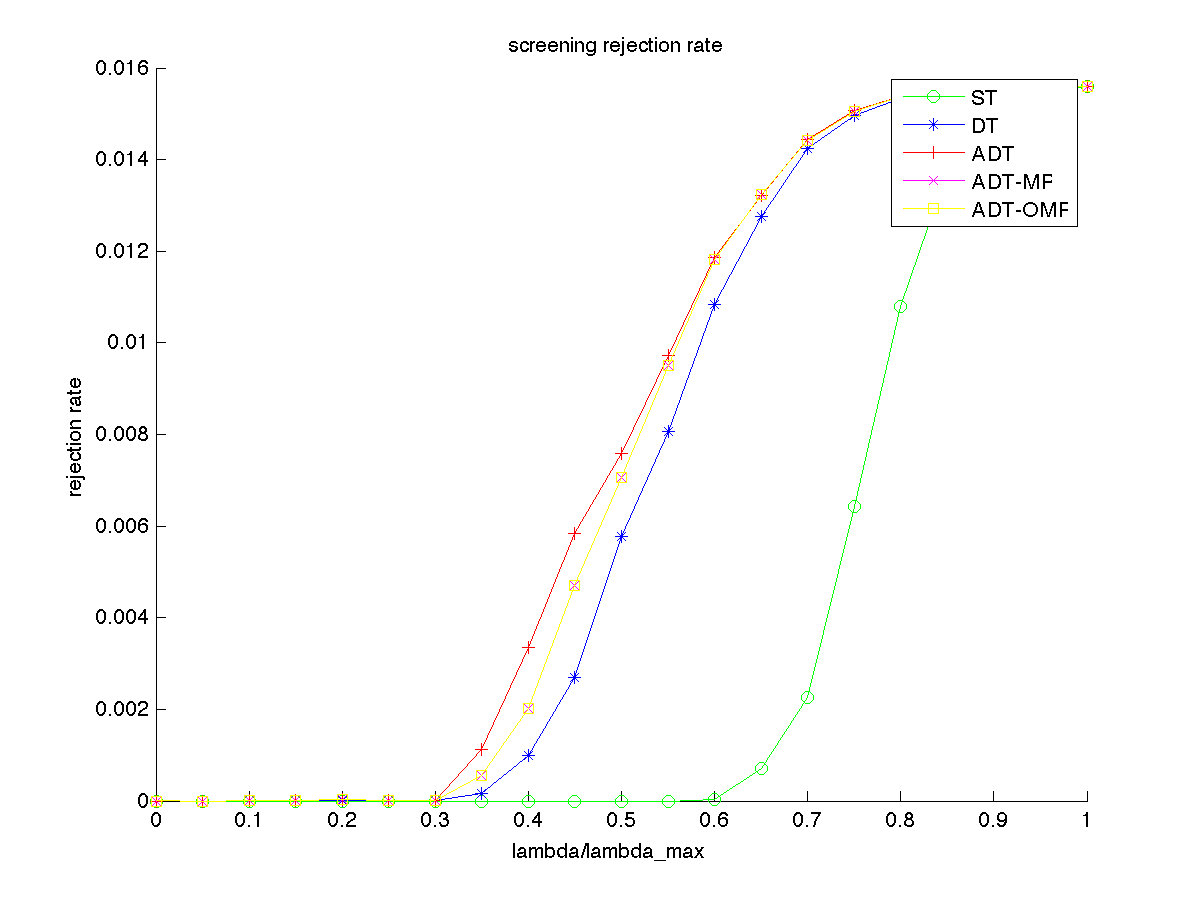 screening rejection rate
0.016
0.014
0.012
0.01
0.008
0.006
0.004
0.002
0
rejection rate
ST
DT
ADT
ADT-MF
ADT-OMF
0 0.1 0.2 0.3 0.4 0.5 0.6 0.7 0.8 0.9 1
lambda/lambda_max